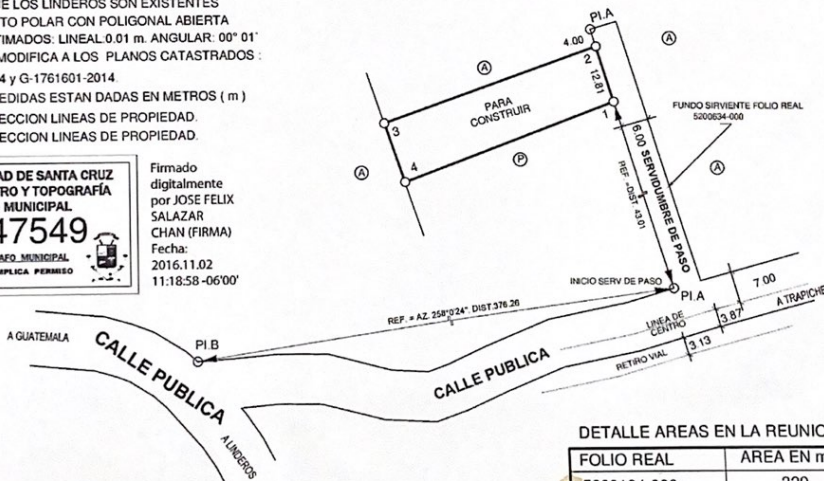 E LOS LINDEROS SON EXISTENTES
TO POLAR CON POLIGONAL ABIERTA
TIMADOS: LINEAL:0.01 m. ANGULAR: 00° 01'
MODIFICA A LOS PLANOS CATASTRADOS :
4 y G-1761601-2014.
EDIDAS ESTAN DADAS EN METROS ( m )
ECCION LINEAS DE PROPIEDAD.
ECCION LINEAS DE PROPIEDAD.
AD DE SANTA CRUZ
RO Y TOPOGRAFÍA
MUNICIPAL
47549
AFO MUNICIPAL
MPLICA PERMISO
Firmado
digitalmente
por JOSE FELIX
SALAZAR
CHAN (FIRMA)
Fecha:
2016.11.02
11:18:58 -06'00'
PI.A
4.00
A
A
2
12.81
PARA
CONSTRUIR
1
3
4
A
P
A
FUNDO SIRVIENTE FOLIO REAL
5200634-000
6.00 SERVIDUMBRE DE PASO
REF. =DIST. 43.01
INICIO SERV DE PASO
PI.A
7.00
A TRAPICHE
REF. = AZ. 258°0'24". DIST.376.26
LINEA DE
CENTRO
3.87
3.13
RETIRO VIAL
A GUATEMALA
PI.B
CALLE PUBLICA
CALLE PUBLICA
A LINDEROS
DETALLE AREAS EN LA REUNIO
FOLIO REAL
AREA EN m